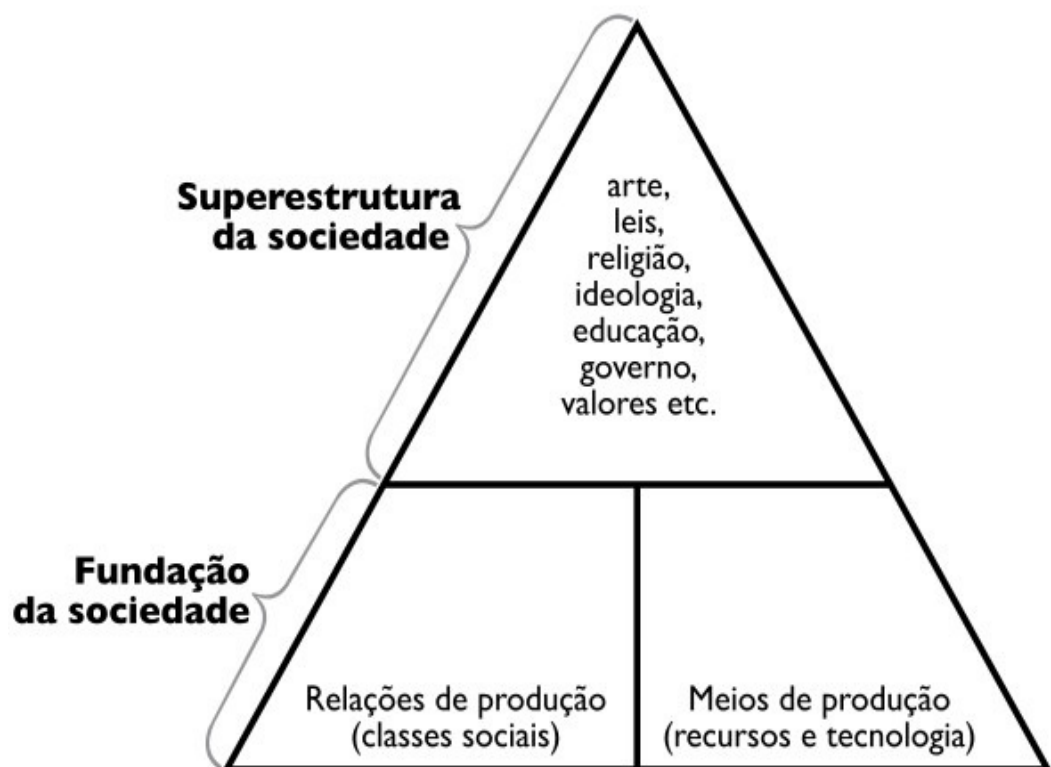 Superestrutura
da sociedade
arte,
leis,
religião,
ideologia,
educação,
governo,
valores etc.
Fundação
da sociedade
Relações de produção
(classes sociais)
Meios de produção
(recursos e tecnologia)